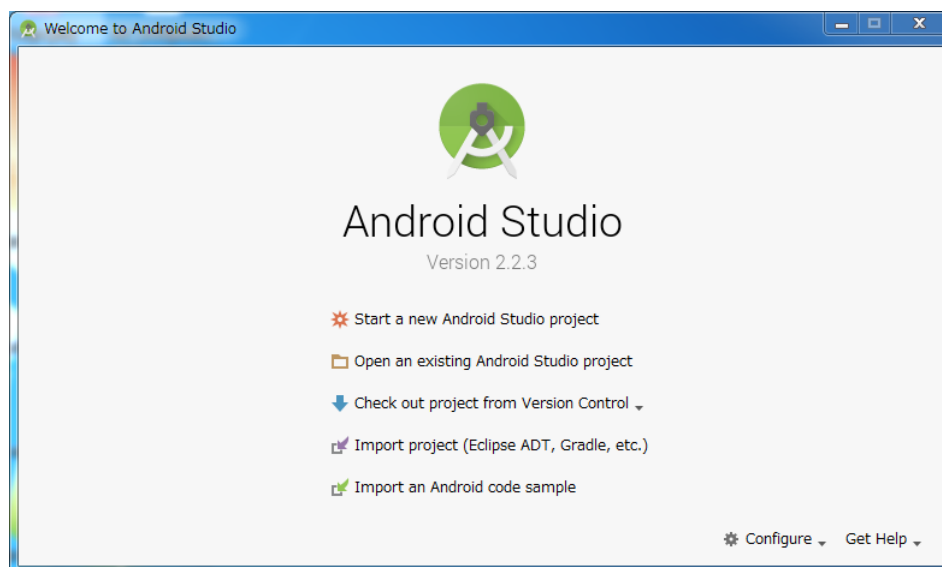 Welcome to Android Studio
Android Studio
Version 2.2.3
Start a new Android Studio project
Open an existing Android Studio project
Check out project from Version Control
Import project (Eclipse ADT, Gradle, etc.)
Import an Android code sample
Configure Get Help